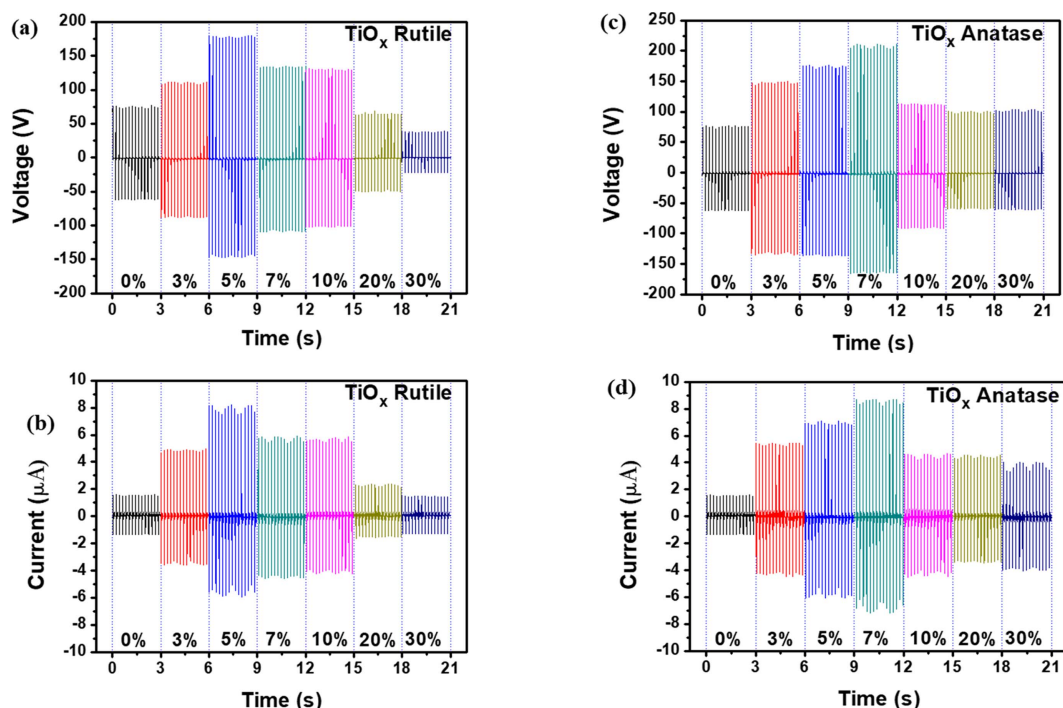 (a)
TiOx Rutile
Voltage (V)
200
150
100
50
0
-50
-100
-150
-200
0% 3% 5% 7% 10% 20% 30%
0 3 6 9 12 15 18 21
Time (s)
(c)
TiOx Anatase
Voltage (V)
250
200
150
100
50
0
-50
-100
-150
-200
0% 3% 5% 7% 10% 20% 30%
0 3 6 9 12 15 18 21
Time (s)
(b)
TiOx Rutile
Current (μA)
10
8
6
4
2
0
-2
-4
-6
-8
-10
0% 3% 5% 7% 10% 20% 30%
0 3 6 9 12 15 18 21
Time (s)
(d)
TiOx Anatase
Current (μA)
10
8
6
4
2
0
-2
-4
-6
-8
-10
0% 3% 5% 7% 10% 20% 30%
0 3 6 9 12 15 18 21
Time (s)